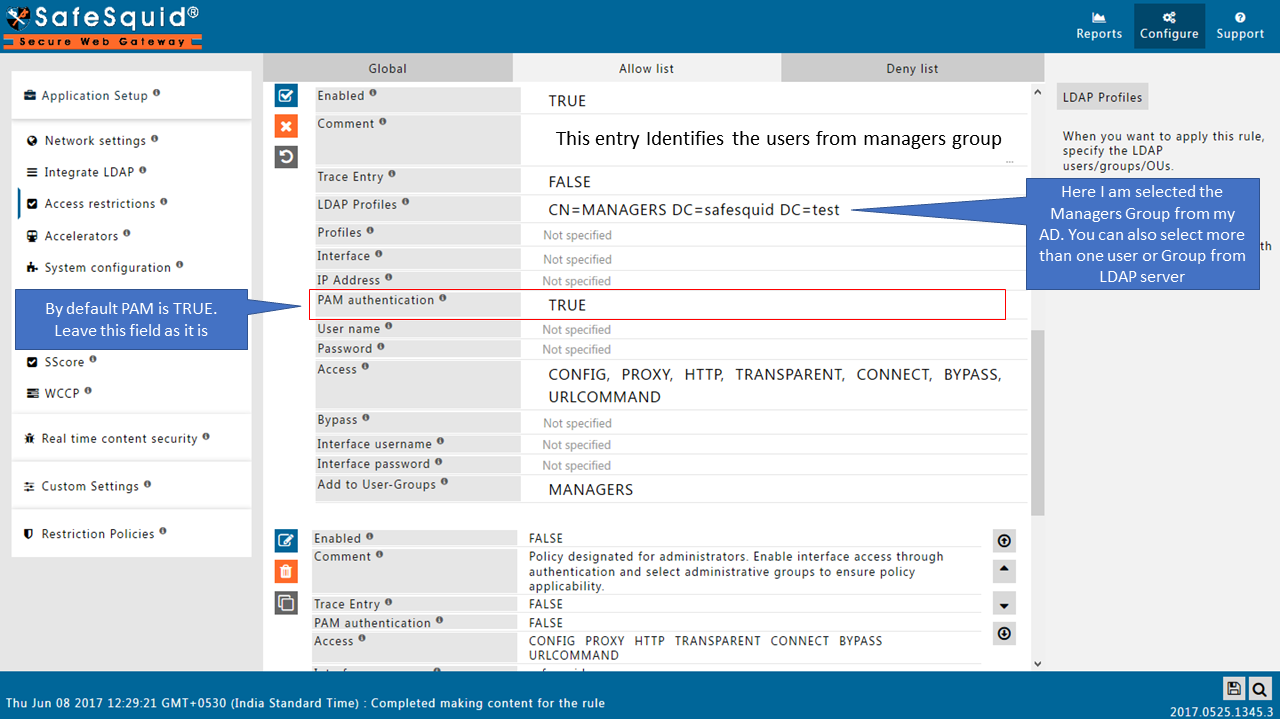 SafeSquid®
Secure Web Gateway
Reports
Configure
Support
Application Setup
Network settings
Integrate LDAP
Access restrictions
Accelerators
System configuration
By default PAM is TRUE.
Leave this field as it is
SScore
WCCP
Real time content security
Custom Settings
Restriction Policies
Global
Allow list
Deny list
Enabled TRUE
Comment This entry Identifies the users from managers group
...
Trace Entry FALSE
LDAP Profiles CN=MANAGERS DC=safesquid DC=test
Profiles Not specified
Interface Not specified
IP Address Not specified
PAM authentication TRUE
User name Not specified
Password Not specified
Access CONFIG, PROXY, HTTP, TRANSPARENT, CONNECT, BYPASS,
URLCOMMAND
Bypass Not specified
Interface username Not specified
Interface password Not specified
Add to User-Groups MANAGERS
Enabled FALSE
Comment Policy designated for administrators. Enable interface access through
authentication and select administrative groups to ensure policy
applicability.
Trace Entry FALSE
PAM authentication FALSE
Access CONFIG PROXY HTTP TRANSPARENT CONNECT BYPASS
URLCOMMAND
LDAP Profiles
When you want to apply this rule,
specify the LDAP
users/groups/OUs.
Here I am selected the
Managers Group from my
AD. You can also select more
than one user or Group from
LDAP server
Thu Jun 08 2017 12:29:21 GMT+0530 (India Standard Time) : Completed making content for the rule
2017.0525.1345.3